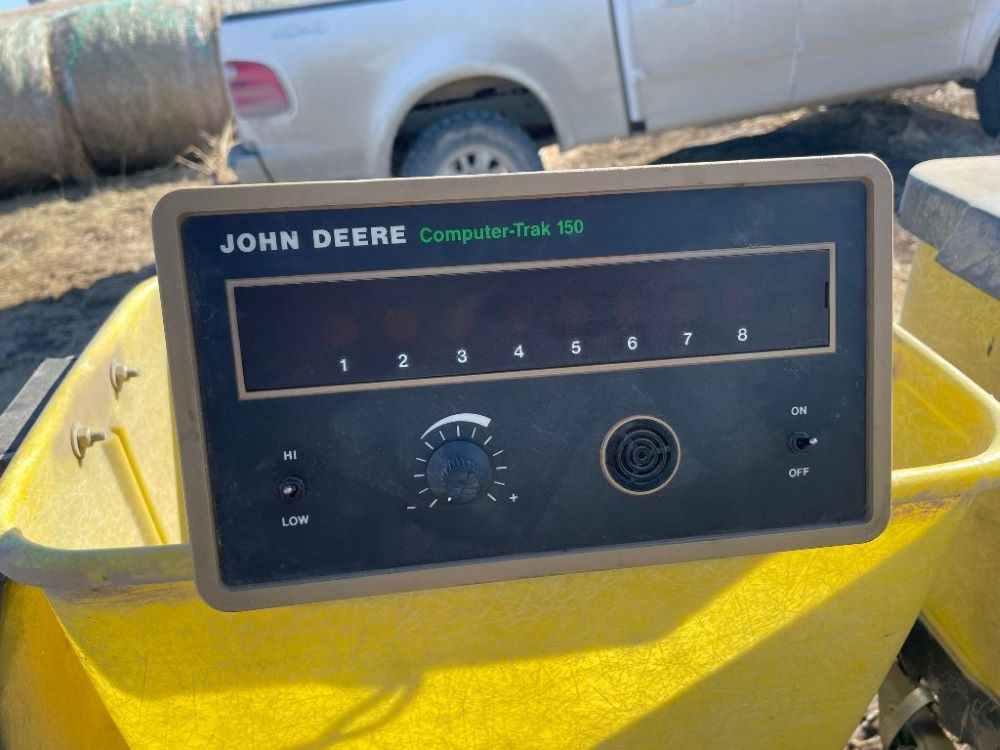 JOHN DEERE Computer-Trak 150
1 2 3 4 5 6 7 8
HI
LOW
- +
ON
OFF